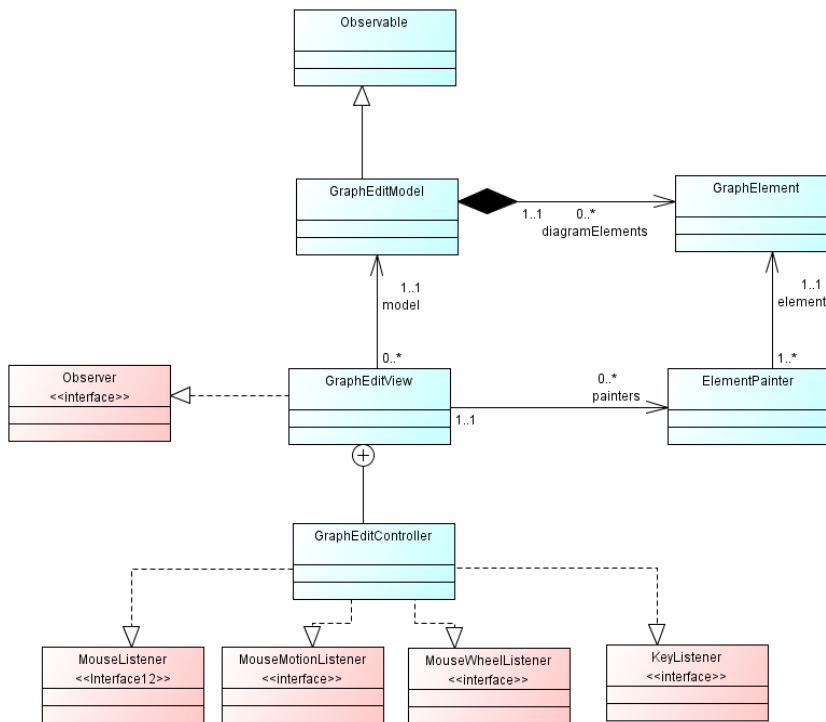 Observable
GraphEditModel
GraphElement
1..1
0..*
diagramElements
1..1
model
1..1
element
0..*
1..*
Observer
<<interface>>
GraphEditView
0..*
painters
1..1
ElementPainter
GraphEditController
MouseListener
<<Interface12>>
MouseMotionListener
<<interface>>
MouseWheelListener
<<interface>>
KeyListener
<<interface>>